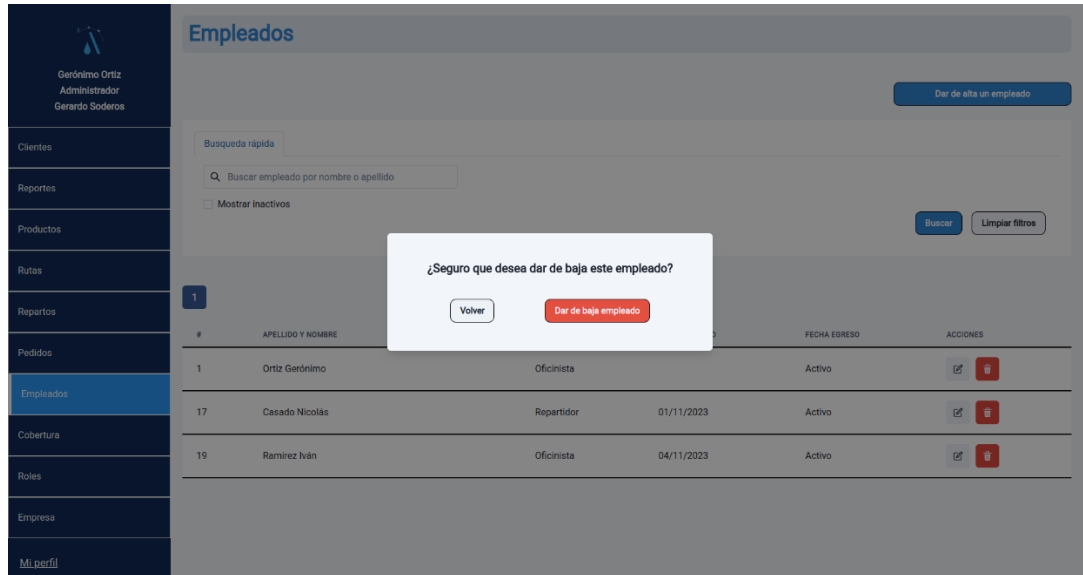 Gerónimo Ortiz
Administrador
Gerardo Soderos
Clientes
Reportes
Productos
Rutas
Repartos
Pedidos
Empleados
Cobertura
Roles
Empresa
Mi perfil
Empleados
Dar de alta un empleado
Busqueda rápida
Buscar empleado por nombre o apellido
Mostrar inactivos
Buscar Limpiar filtros
¿Seguro que desea dar de baja este empleado?
Volver Dar de baja empleado
1
# APELLIDO Y NOMBRE FECHA EGRESO ACCIONES
1 Ortiz Gerónimo Oficinista Activo
17 Casado Nicolás Repartidor 01/11/2023 Activo
19 Ramirez Iván Oficinista 04/11/2023 Activo